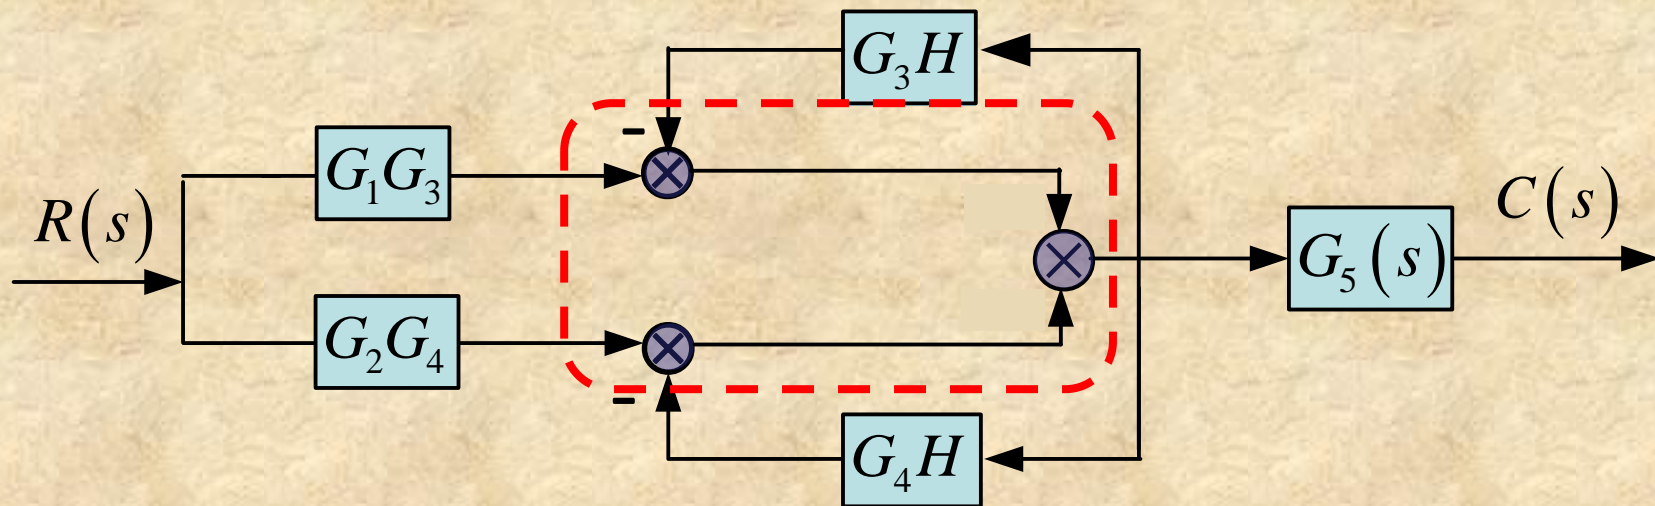 G₃H
-
G₁G₃
R(s)
C(s)
G₅(s)
G₂G₄
-
G₄H